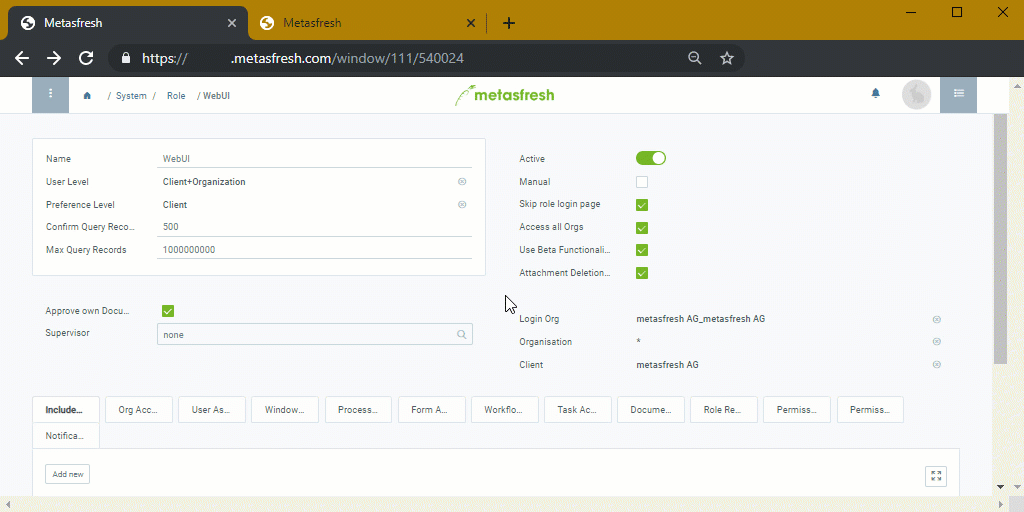 Metasfresh
Metasfresh
https:// .metasfresh.com/window/111/540024
/ System / Role / WebUI
metasfresh
Name WebUI
User Level Client+Organization
Preference Level Client
Confirm Query Reco... 500
Max Query Records 1000000000
Active
Manual
Skip role login page
Access all Orgs
Use Beta Functionali...
Attachment Deletion...
Approve own Docu...
Supervisor none
Login Org metasfresh AG_metasfresh AG
Organisation *
Client metasfresh AG
Include... Org Acc... User As... Window... Process... Form A... Workflo... Task Ac... Docume... Role Re... Permiss... Permiss...
Notifica...
Add new